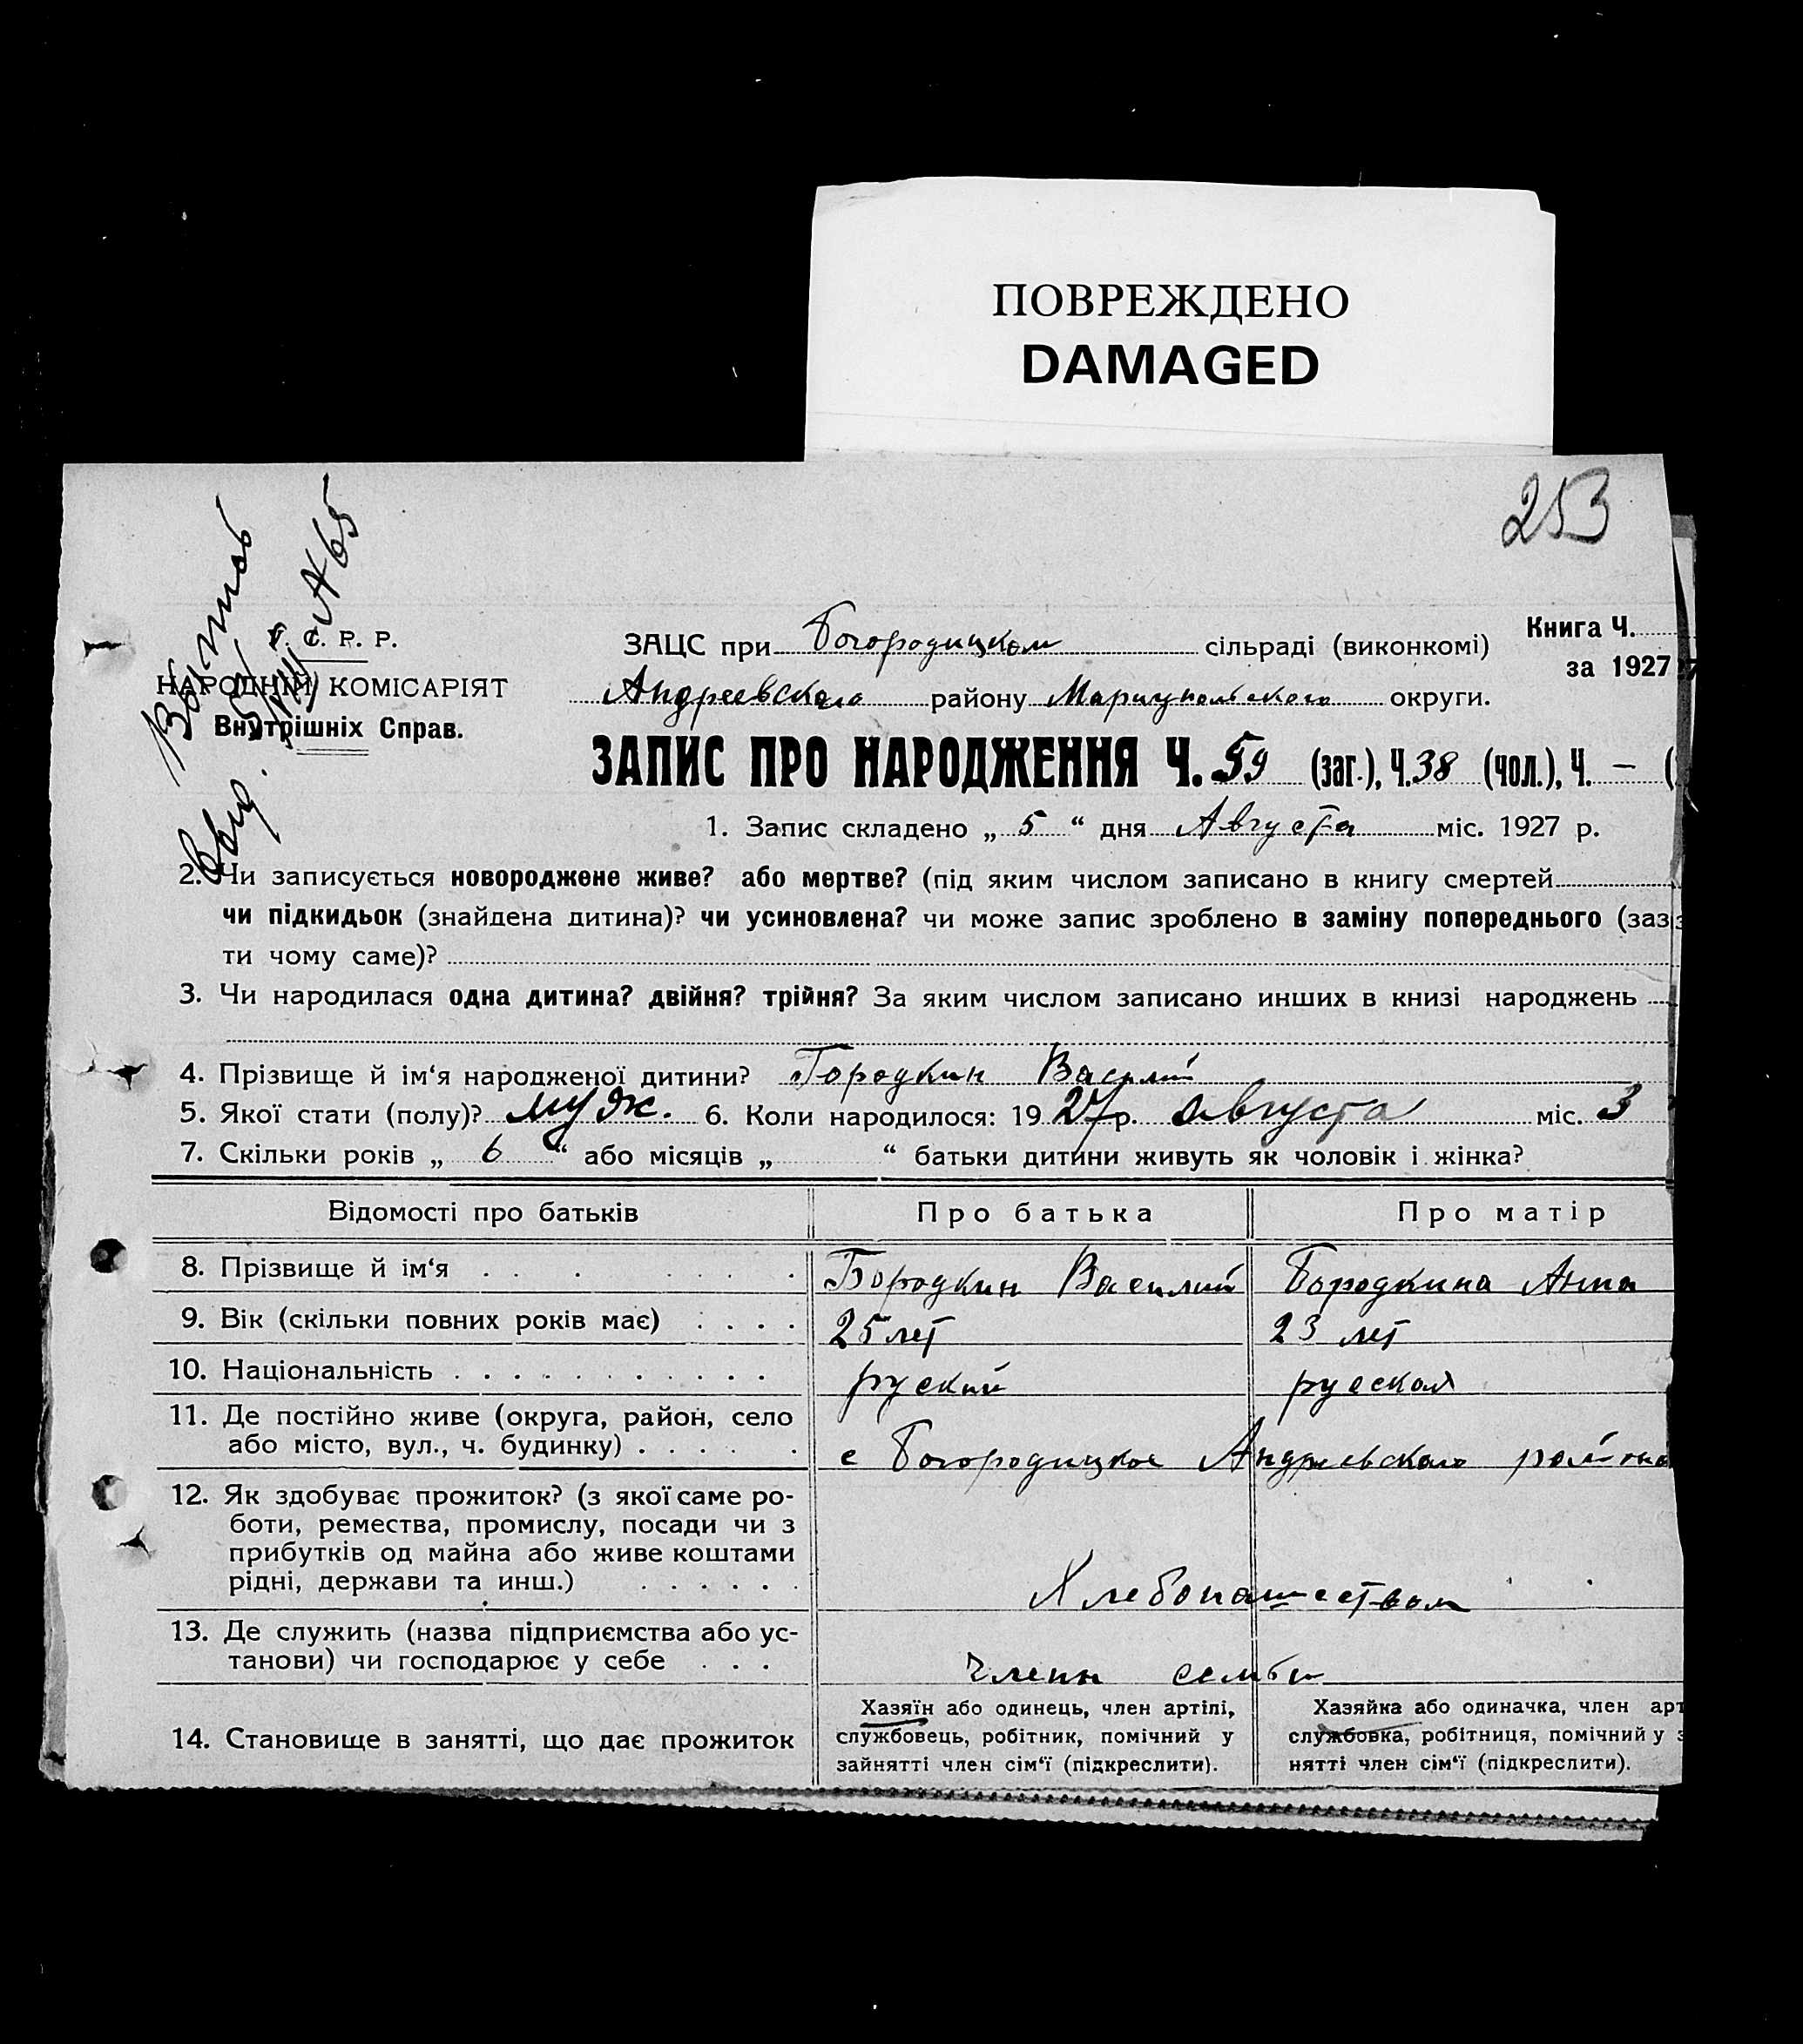 ПОВРЕЖДЕНО
DAMAGED
253
У. С. Р. Р.
НАРОДНІЙ КОМІСАРІЯТ
Внутрішніх Справ.
Книга Ч.
за 1927
ЗАЦС при Богородицком сільраді (виконкомі)
Андреевского району Мариупольского округи.
ЗАПИС ПРО НАРОДЖЕННЯ Ч. 59 (заг.), Ч. 38 (чол.), Ч. — (
1. Запис складено „ 5 “ дня Августа міс. 1927 р.
2. Чи записується новороджене живе? або мертве? (під яким числом записано в книгу смертей
чи підкидьок (знайдена дитина)? чи усиновлена? чи може запис зроблено в заміну попереднього (заз
ти чому саме)?
3. Чи народилася одна дитина? двійня? трійня? За яким числом записано инших в книзі народжень
4. Прізвище й ім‘я народженої дитини? Бородкин Василий
5. Якої стати (полу)? муж. 6. Коли народилося: 19 27 р. августа міс. 3
7. Скільки років „ 6 “ або місяців „ “ батьки дитини живуть як чоловік і жінка?
Відомості про батьків Про батька Про матір
8. Прізвище й ім‘я . . . . . . . Бородкин Василий Бородкина Анна
9. Вік (скільки повних років має) . . . . 25 лет 23 лет
10. Національність . . . . . . . . . . . . руский руская
11. Де постійно живе (округа, район, село
або місто, вул., ч. будинку) . . . . . с Богородицкое Андреевского района
12. Як здобуває прожиток? (з якої саме ро-
боти, ремества, промислу, посади чи з
прибутків од майна або живе коштами
рідні, держави та инш.) . . . . . . Хлебопашеством
13. Де служить (назва підприємства або ус-
танови) чи господарює у себе . . . Члены семьи
14. Становище в занятті, що дає прожиток
Хазяїн або одинець, член артілі,
службовець, робітник, помічний у
зайнятті член сім‘ї (підкреслити).
Хазяйка або одиначка, член арт
службовка, робітниця, помічний у з
нятті член сім‘ї (підкреслити).